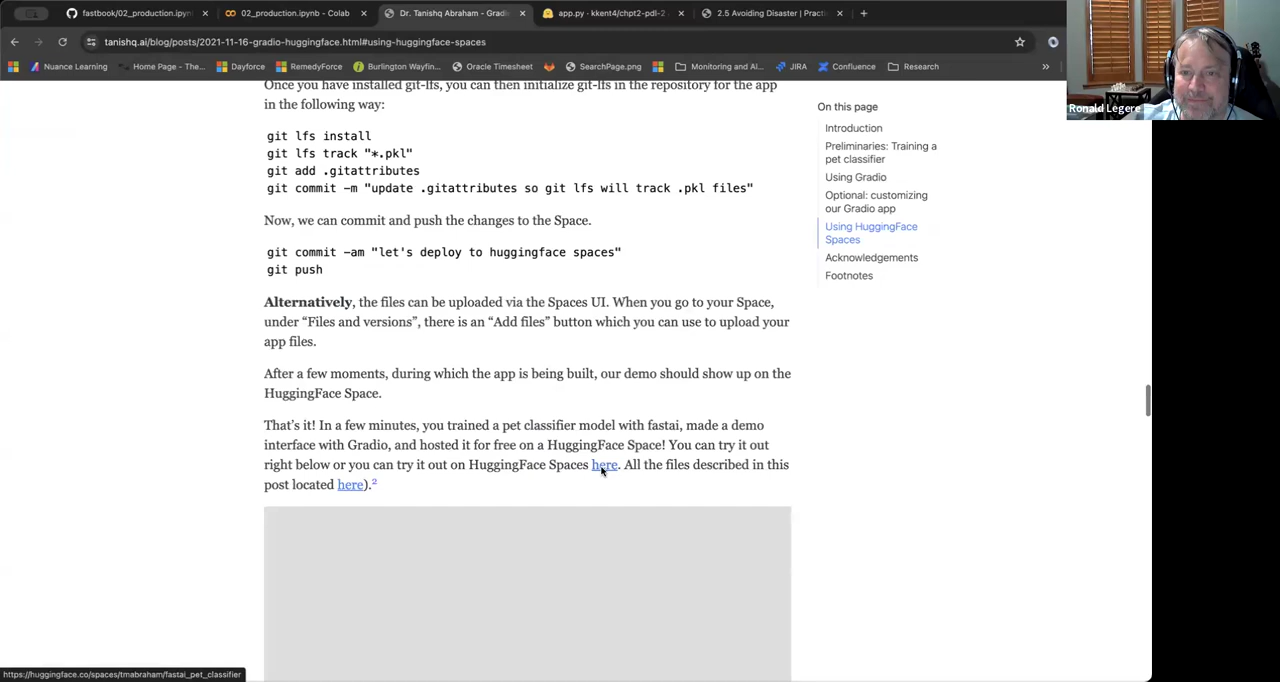 fastbook/02_production.ipyn
02_production.ipynb - Colab
Dr. Tanishq Abraham - Gradi
app.py · kkent4/chpt2-pdl-2
2.5 Avoiding Disaster | Practi
tanishq.ai/blog/posts/2021-11-16-gradio-huggingface.html#using-huggingface-spaces
Nuance Learning
Home Page - The...
Dayforce
RemedyForce
Burlington Wayfin...
Oracle Timesheet
SearchPage.png
Monitoring and Al...
JIRA
Confluence
Research
»
Ronald Legere
Once you have installed git-lfs, you can then initialize git-lfs in the repository for the app
in the following way:
git lfs install
git lfs track "*.pkl"
git add .gitattributes
git commit -m "update .gitattributes so git lfs will track .pkl files"
Now, we can commit and push the changes to the Space.
git commit -am "let's deploy to huggingface spaces"
git push
Alternatively, the files can be uploaded via the Spaces UI. When you go to your Space,
under “Files and versions”, there is an “Add files” button which you can use to upload your
app files.
After a few moments, during which the app is being built, our demo should show up on the
HuggingFace Space.
That’s it! In a few minutes, you trained a pet classifier model with fastai, made a demo
interface with Gradio, and hosted it for free on a HuggingFace Space! You can try it out
right below or you can try it out on HuggingFace Spaces here. All the files described in this
post located here).2
On this page
Introduction
Preliminaries: Training a
pet classifier
Using Gradio
Optional: customizing
our Gradio app
Using HuggingFace
Spaces
Acknowledgements
Footnotes
https://huggingface.co/spaces/tmabraham/fastai_pet_classifier